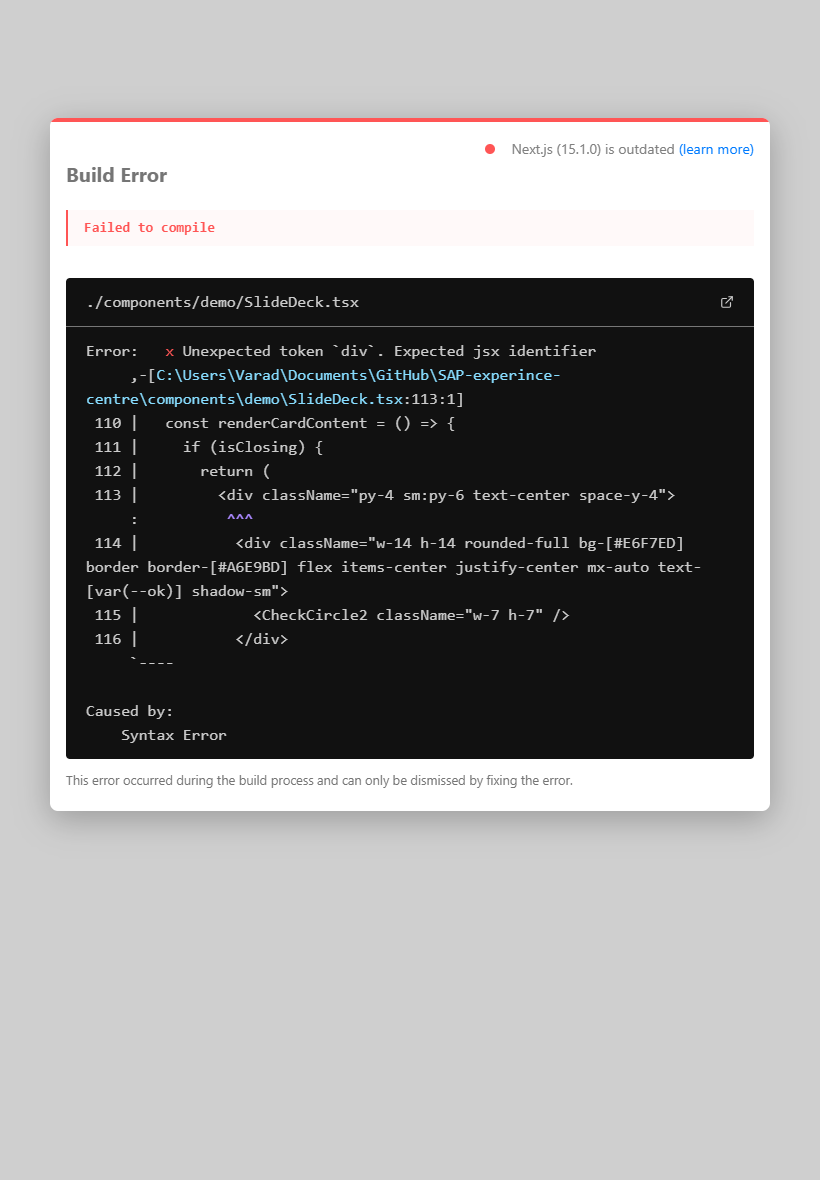 Next.js (15.1.0) is outdated (learn more)
Build Error
Failed to compile
./components/demo/SlideDeck.tsx
Error:   x Unexpected token `div`. Expected jsx identifier
     ,-[C:\Users\Varad\Documents\GitHub\SAP-experince-
centre\components\demo\SlideDeck.tsx:113:1]
 110 |   const renderCardContent = () => {
 111 |     if (isClosing) {
 112 |       return (
 113 |         <div className="py-4 sm:py-6 text-center space-y-4">
     :          ^^^
 114 |           <div className="w-14 h-14 rounded-full bg-[#E6F7ED]
border border-[#A6E9BD] flex items-center justify-center mx-auto text-
[var(--ok)] shadow-sm">
 115 |             <CheckCircle2 className="w-7 h-7" />
 116 |           </div>
     `----
Caused by:
    Syntax Error
This error occurred during the build process and can only be dismissed by fixing the error.